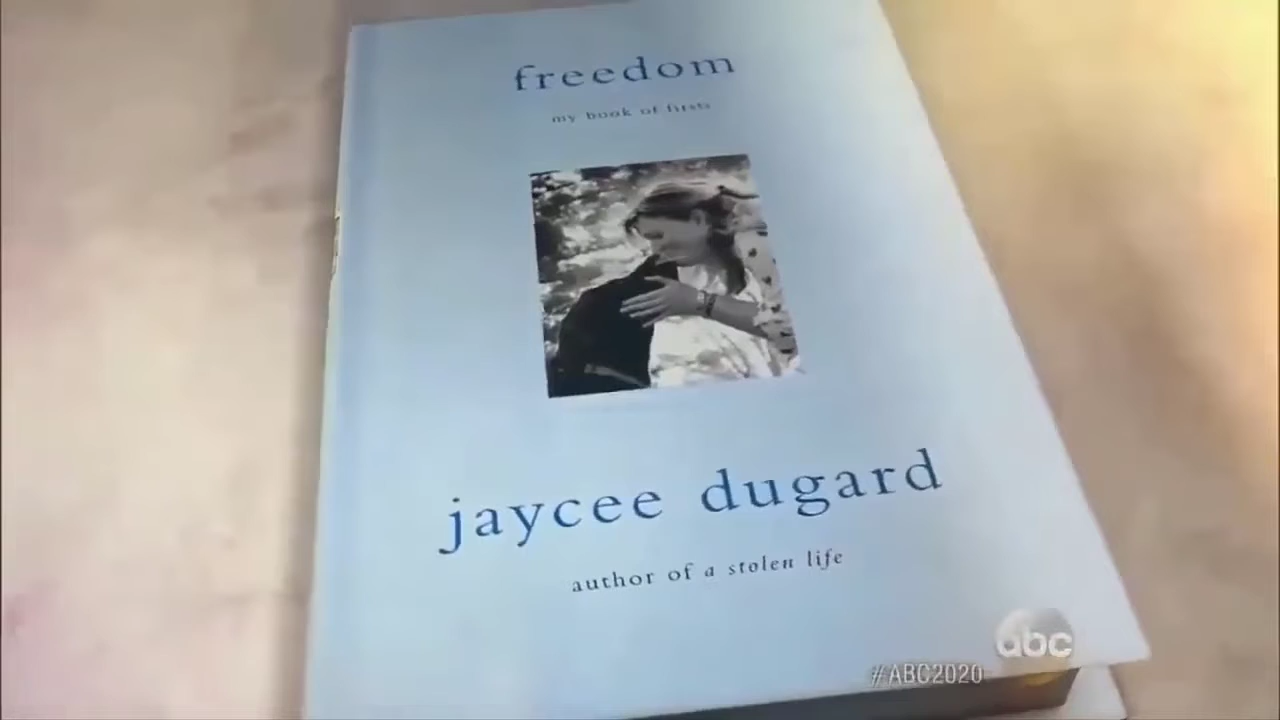 freedom
my book of firsts
jaycee dugard
author of a stolen life
abc
#ABC2020